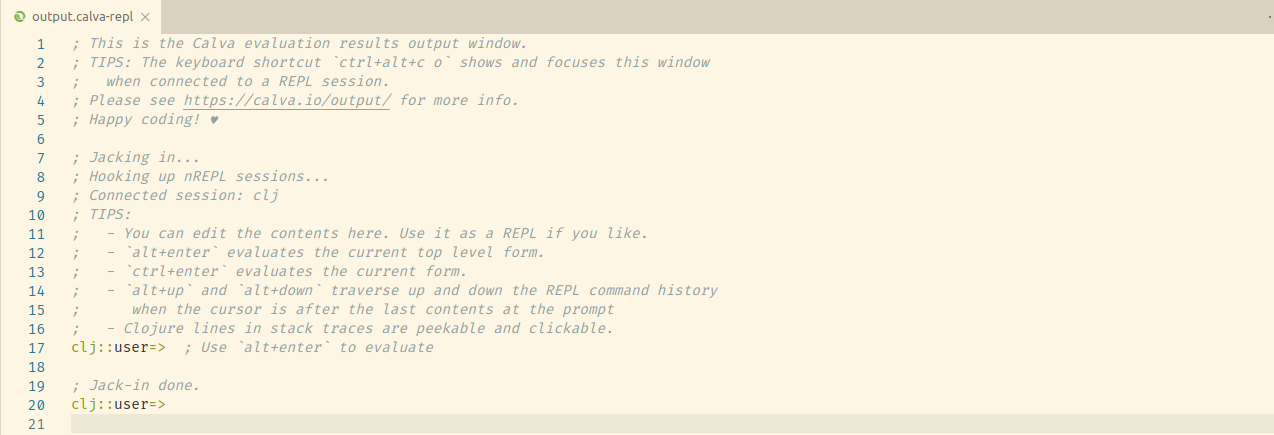 output.calva-repl
1 ; This is the Calva evaluation results output window.
2 ; TIPS: The keyboard shortcut `ctrl+alt+c o` shows and focuses this window
3 ;   when connected to a REPL session.
4 ; Please see https://calva.io/output/ for more info.
5 ; Happy coding! ♥
6
7 ; Jacking in...
8 ; Hooking up nREPL sessions...
9 ; Connected session: clj
10 ; TIPS:
11 ;   - You can edit the contents here. Use it as a REPL if you like.
12 ;   - `alt+enter` evaluates the current top level form.
13 ;   - `ctrl+enter` evaluates the current form.
14 ;   - `alt+up` and `alt+down` traverse up and down the REPL command history
15 ;      when the cursor is after the last contents at the prompt
16 ;   - Clojure lines in stack traces are peekable and clickable.
17 clj::user=>  ; Use `alt+enter` to evaluate
18
19 ; Jack-in done.
20 clj::user=>
21